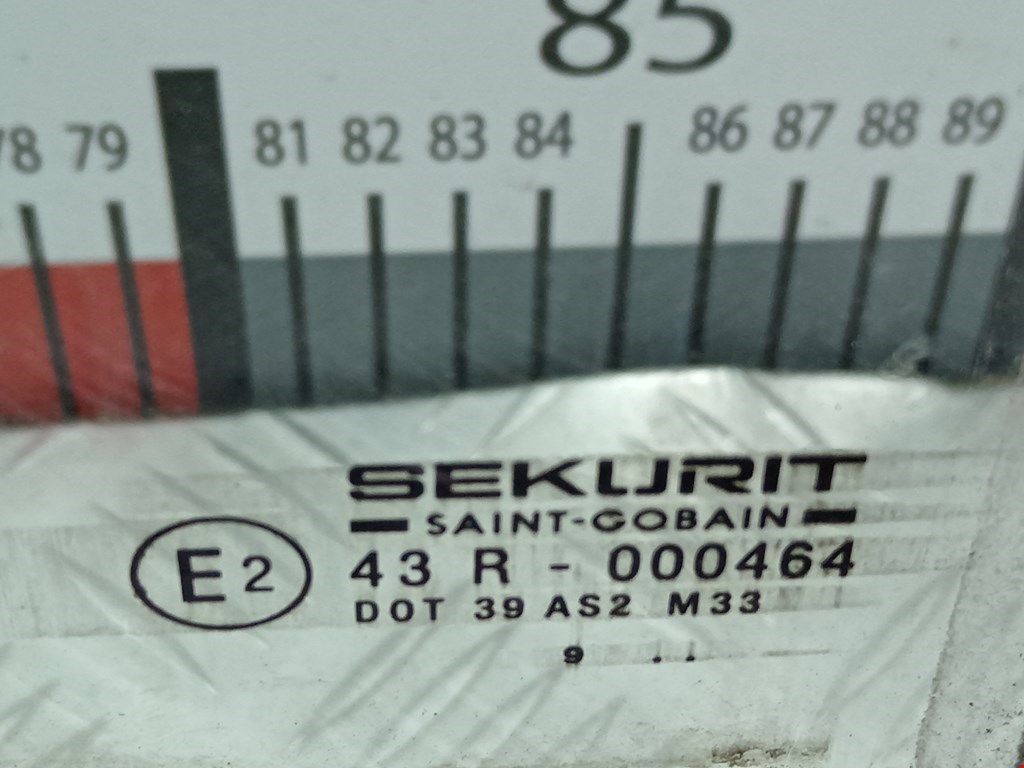 85
78 79 81 82 83 84 86 87 88 89
SEKURIT
SAINT-GOBAIN
E2 43 R - 000464
DOT 39 AS2 M33
9 . .